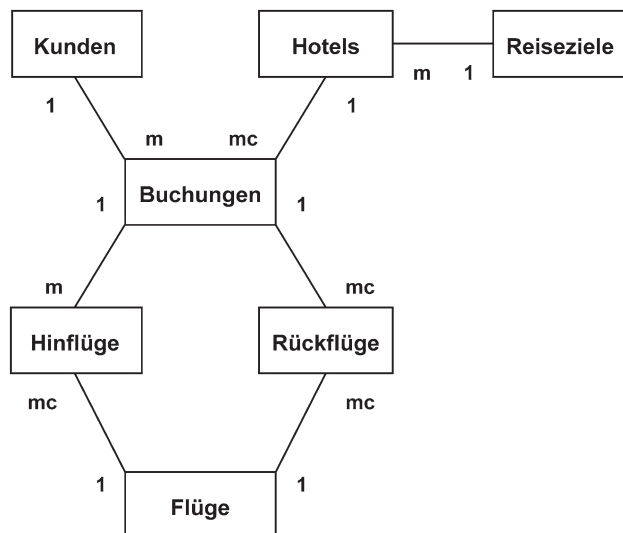 Kunden
Hotels
Reiseziele
1
1
m
1
m
mc
Buchungen
1
1
m
mc
Hinflüge
Rückflüge
mc
mc
1
1
Flüge